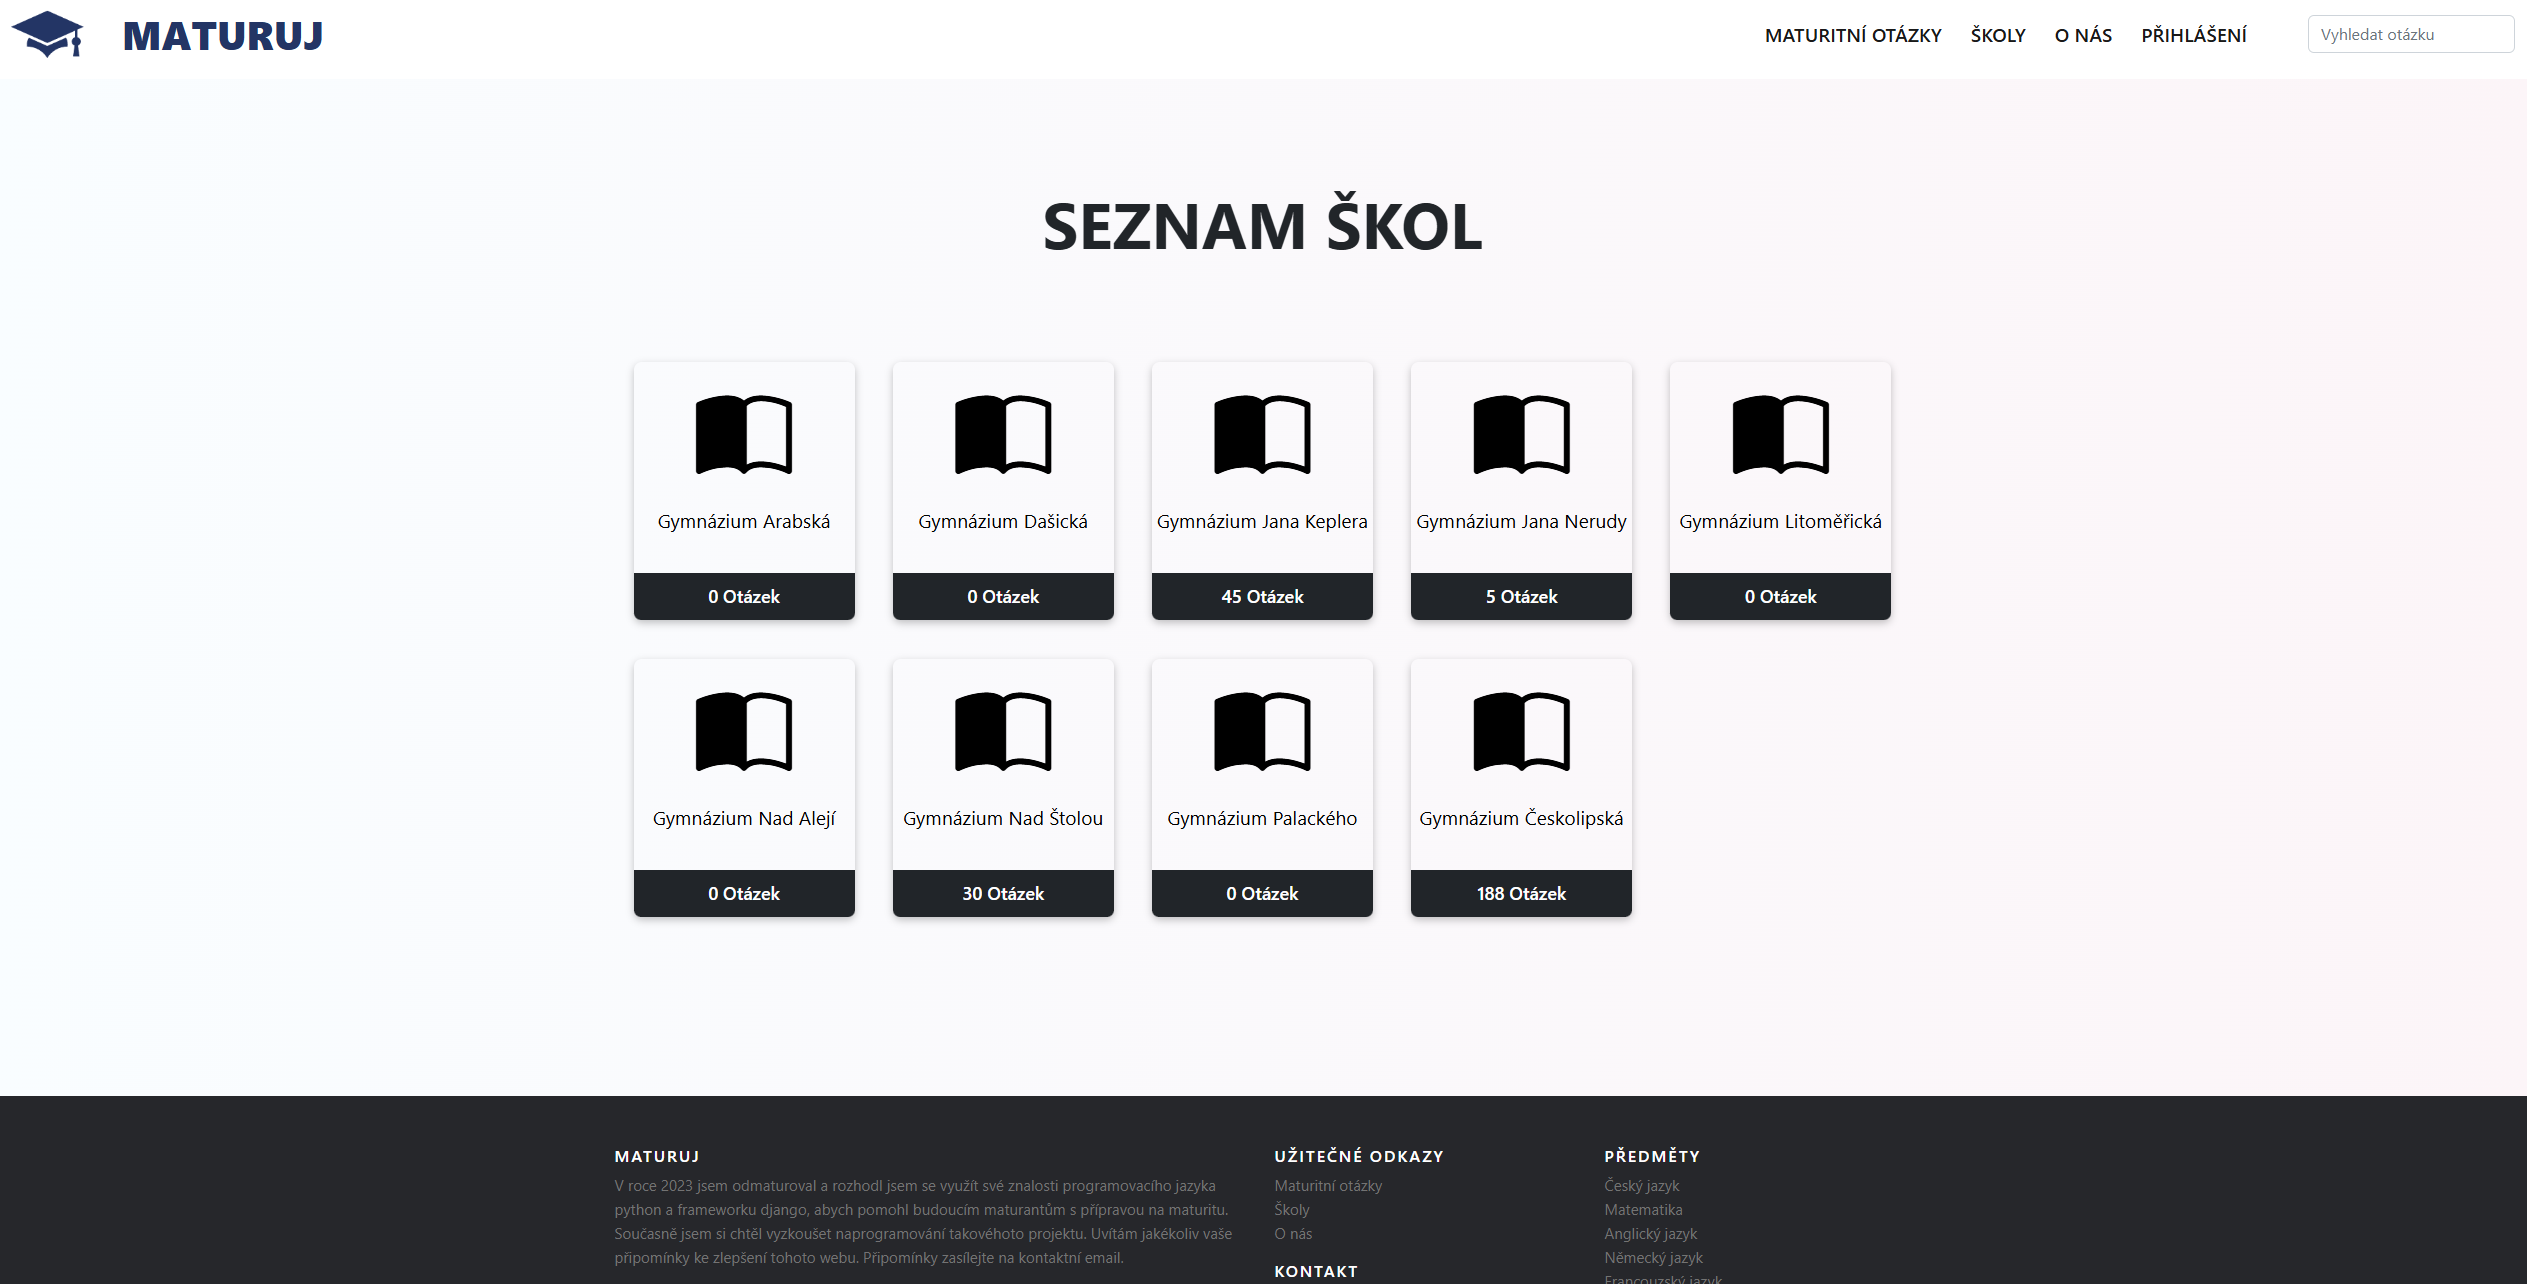 MATURUJ
MATURITNÍ OTÁZKY
ŠKOLY
O NÁS
PŘIHLÁŠENÍ
Vyhledat otázku
SEZNAM ŠKOL
Gymnázium Arabská
0 Otázek
Gymnázium Dašická
0 Otázek
Gymnázium Jana Keplera
45 Otázek
Gymnázium Jana Nerudy
5 Otázek
Gymnázium Litoměřická
0 Otázek
Gymnázium Nad Alejí
0 Otázek
Gymnázium Nad Štolou
30 Otázek
Gymnázium Palackého
0 Otázek
Gymnázium Českolipská
188 Otázek
MATURUJ
V roce 2023 jsem odmaturoval a rozhodl jsem se využít své znalosti programovacího jazyka
python a frameworku django, abych pomohl budoucím maturantům s přípravou na maturitu.
Současně jsem si chtěl vyzkoušet naprogramování takovéhoto projektu. Uvítám jakékoliv vaše
připomínky ke zlepšení tohoto webu. Připomínky zasílejte na kontaktní email.
UŽITEČNÉ ODKAZY
Maturitní otázky
Školy
O nás
KONTAKT
PŘEDMĚTY
Český jazyk
Matematika
Anglický jazyk
Německý jazyk
Francouzský jazyk